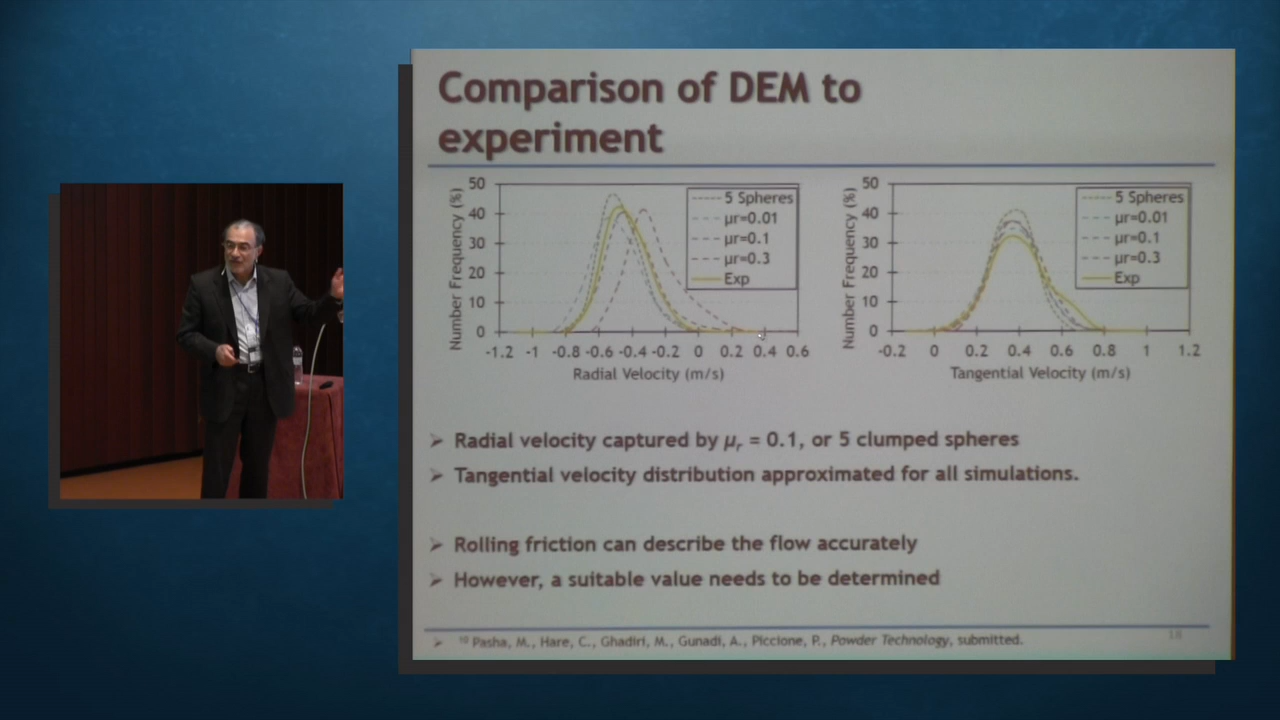 Comparison of DEM to
experiment
Number Frequency (%)
50
40
30
20
10
0
-1.2 -1 -0.8 -0.6 -0.4 -0.2 0 0.2 0.4 0.6
Radial Velocity (m/s)
5 Spheres
μr=0.01
μr=0.1
μr=0.3
Exp
Number Frequency (%)
50
40
30
20
10
0
-0.2 0 0.2 0.4 0.6 0.8 1 1.2
Tangential Velocity (m/s)
5 Spheres
μr=0.01
μr=0.1
μr=0.3
Exp
➢ Radial velocity captured by μr = 0.1, or 5 clumped spheres
➢ Tangential velocity distribution approximated for all simulations.
➢ Rolling friction can describe the flow accurately
➢ However, a suitable value needs to be determined
➢ Pasha, M., Hare, C., Ghadiri, M., Gunadi, A., Piccione, P., Powder Technology, submitted.
18